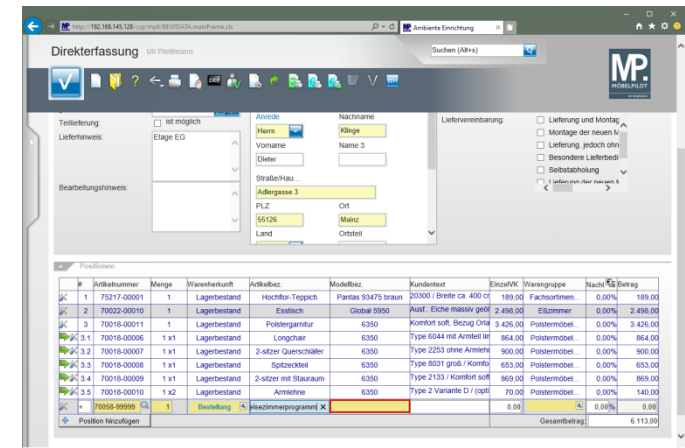 http://192.168.145.128/csp/mp6/BEWIDATA.mainFrame.cls
Ambiente Einrichtung
Direkterfassung Uli Flottmann
Suchen (Alt+s)
MP.
MÖBELPILOT
Teillieferung:
ist möglich
Anrede
Nachname
Lieferhinweis:
Etage EG
Herrn
Klinge
Vorname
Name 3
Dieter
Straße/Hau...
Adlergasse 3
Bearbeitungshinweis:
PLZ
Ort
55126
Mainz
Land
Ortsteil
Liefervereinbarung:
Lieferung und Montag
Montage der neuen M
Lieferung, jedoch ohn
Besondere Lieferbedi
Selbstabholung
Lieferung der neuen M
Positionen
# Artikelnummer Menge Warenherkunft Artikelbez. Modellbez. Kundentext EinzelVK Warengruppe Nachl. Betrag
1 75217-00001 1 Lagerbestand Hochflor-Teppich Pantas 93475 braun 20300 / Breite ca. 400 cr 189,00 Fachsortimen... 0,00% 189,00
2 70022-00010 1 Lagerbestand Esstisch Global 5950 Ausf.: Eiche massiv geöl 2.498,00 Eßzimmer 0,00% 2.498,00
3 70018-00011 1 Lagerbestand Polstergarnitur 6350 Komfort soft, Bezug Orla 3.426,00 Polstermöbel... 0,00% 3.426,00
3.1 70018-00006 1 x1 Lagerbestand Longchair 6350 Type 6044 mit Armteil lin 864,00 Polstermöbel... 0,00% 864,00
3.2 70018-00007 1 x1 Lagerbestand 2-sitzer Querschläfer 6350 Type 2253 ohne Armlehn 900,00 Polstermöbel... 0,00% 900,00
3.3 70018-00008 1 x1 Lagerbestand Spitzeckteil 6350 Type 8031 groß / Komfo 653,00 Polstermöbel... 0,00% 653,00
3.4 70018-00009 1 x1 Lagerbestand 2-sitzer mit Stauraum 6350 Type 2133 / Komfort soft 869,00 Polstermöbel... 0,00% 869,00
3.5 70018-00010 1 x2 Lagerbestand Armlehne 6350 Type 2 Variante D / (opti 70,00 Polstermöbel... 0,00% 140,00
+ 70058-99999 1 Bestellung eisezimmerprogramm 0,00 0,00% 0,00
Position hinzufügen
Gesamtbetrag: 6.113,00